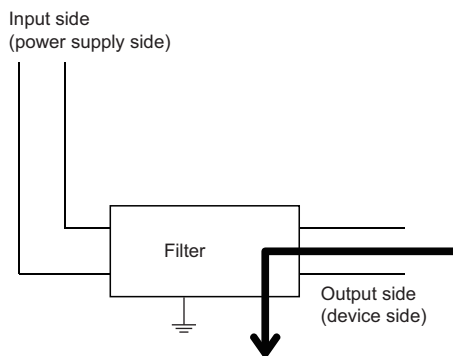 Input side
(power supply side)
Filter
Output side
(device side)